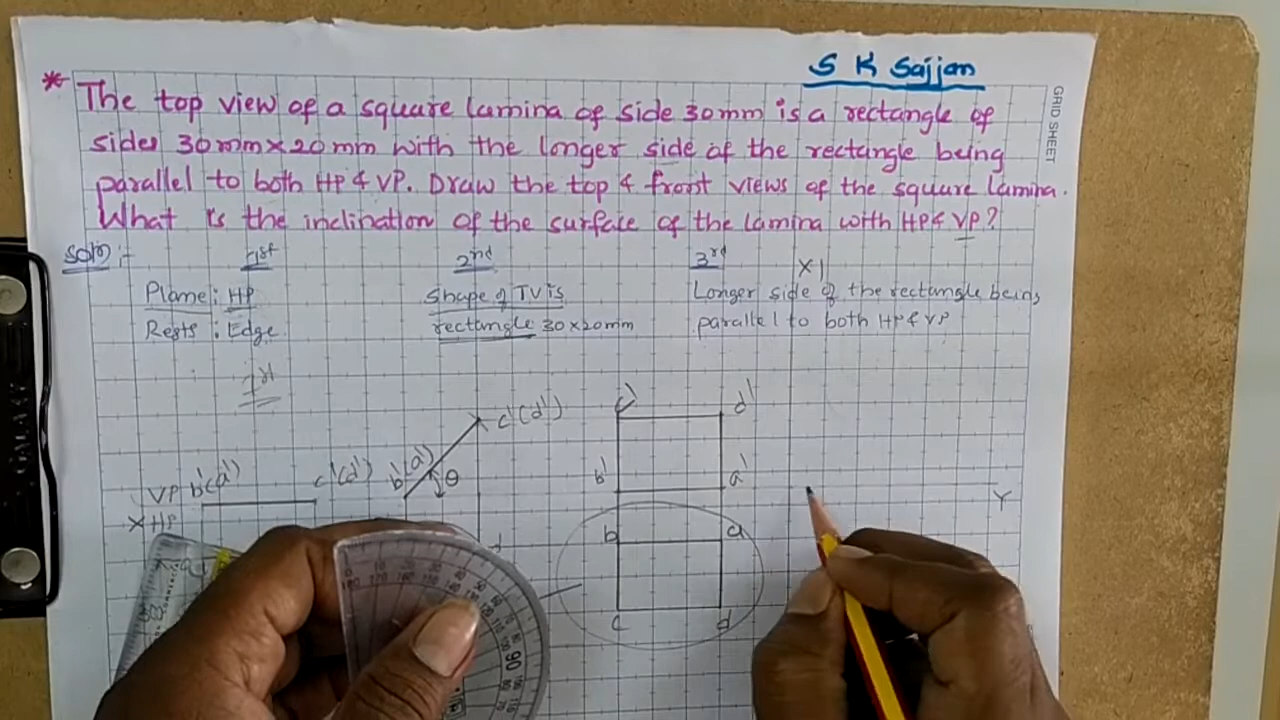 S K Sajjan
GRID SHEET
* The top view of a square lamina of side 30mm is a rectangle of
sides 30mm×20mm with the longer side of the rectangle being
parallel to both HP & VP. Draw the top & front views of the square lamina.
What is the inclination of the surface of the lamina with HP & VP?
Soln :-
1st 2nd 3rd X1
Plane : HP Shape of TV is Longer side of the rectangle being
Rests : Edge rectangle 30×20mm parallel to both HP & VP
c'(d') c' d'
VP b'(a') c'(d') b'(a') θ b' a'
X HP Y
b a
c d
90